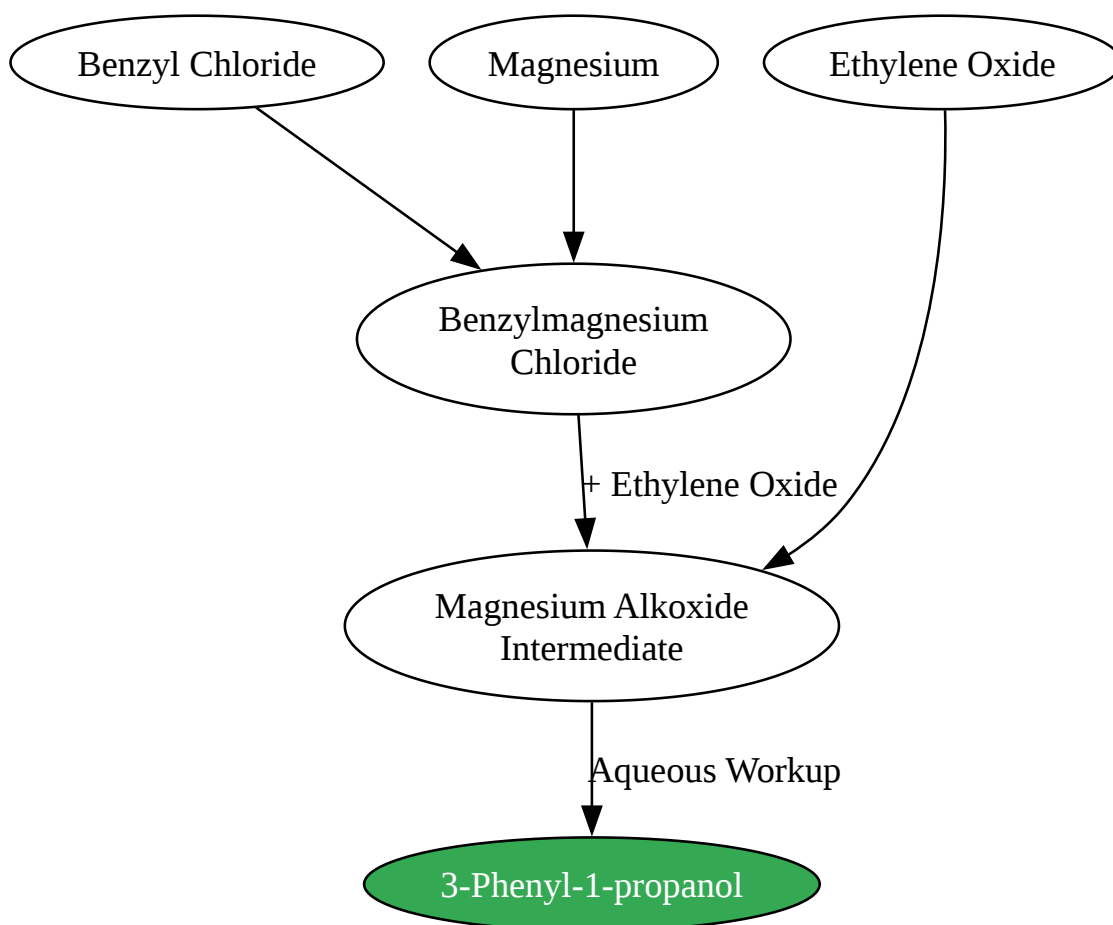 Benzyl Chloride
Magnesium
Ethylene Oxide
Benzylmagnesium
Chloride
+ Ethylene Oxide
Magnesium Alkoxide
Intermediate
Aqueous Workup
3-Phenyl-1-propanol